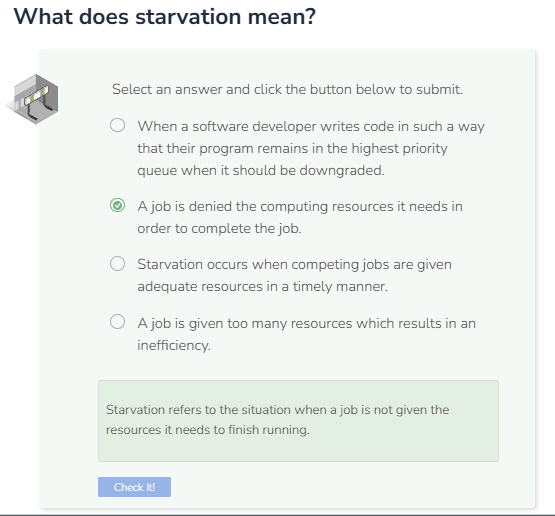 What does starvation mean?
Select an answer and click the button below to submit.
When a software developer writes code in such a way
that their program remains in the highest priority
queue when it should be downgraded.
A job is denied the computing resources it needs in
order to complete the job.
Starvation occurs when competing jobs are given
adequate resources in a timely manner.
A job is given too many resources which results in an
inefficiency.
Starvation refers to the situation when a job is not given the
resources it needs to finish running.
Check It!